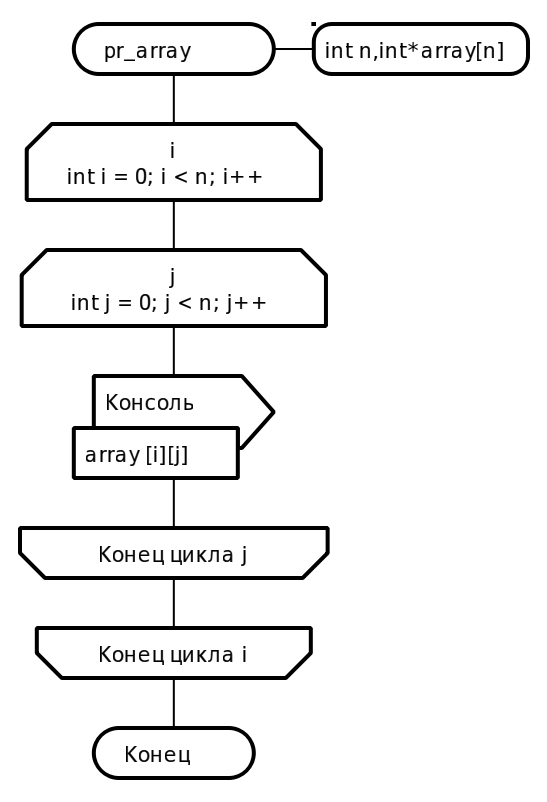 pr_array
int n,int* array[n]
i
int i = 0; i < n; i++
j
int j = 0; j < n; j++
Консоль
array [i][j]
Конец цикла j
Конец цикла i
Конец